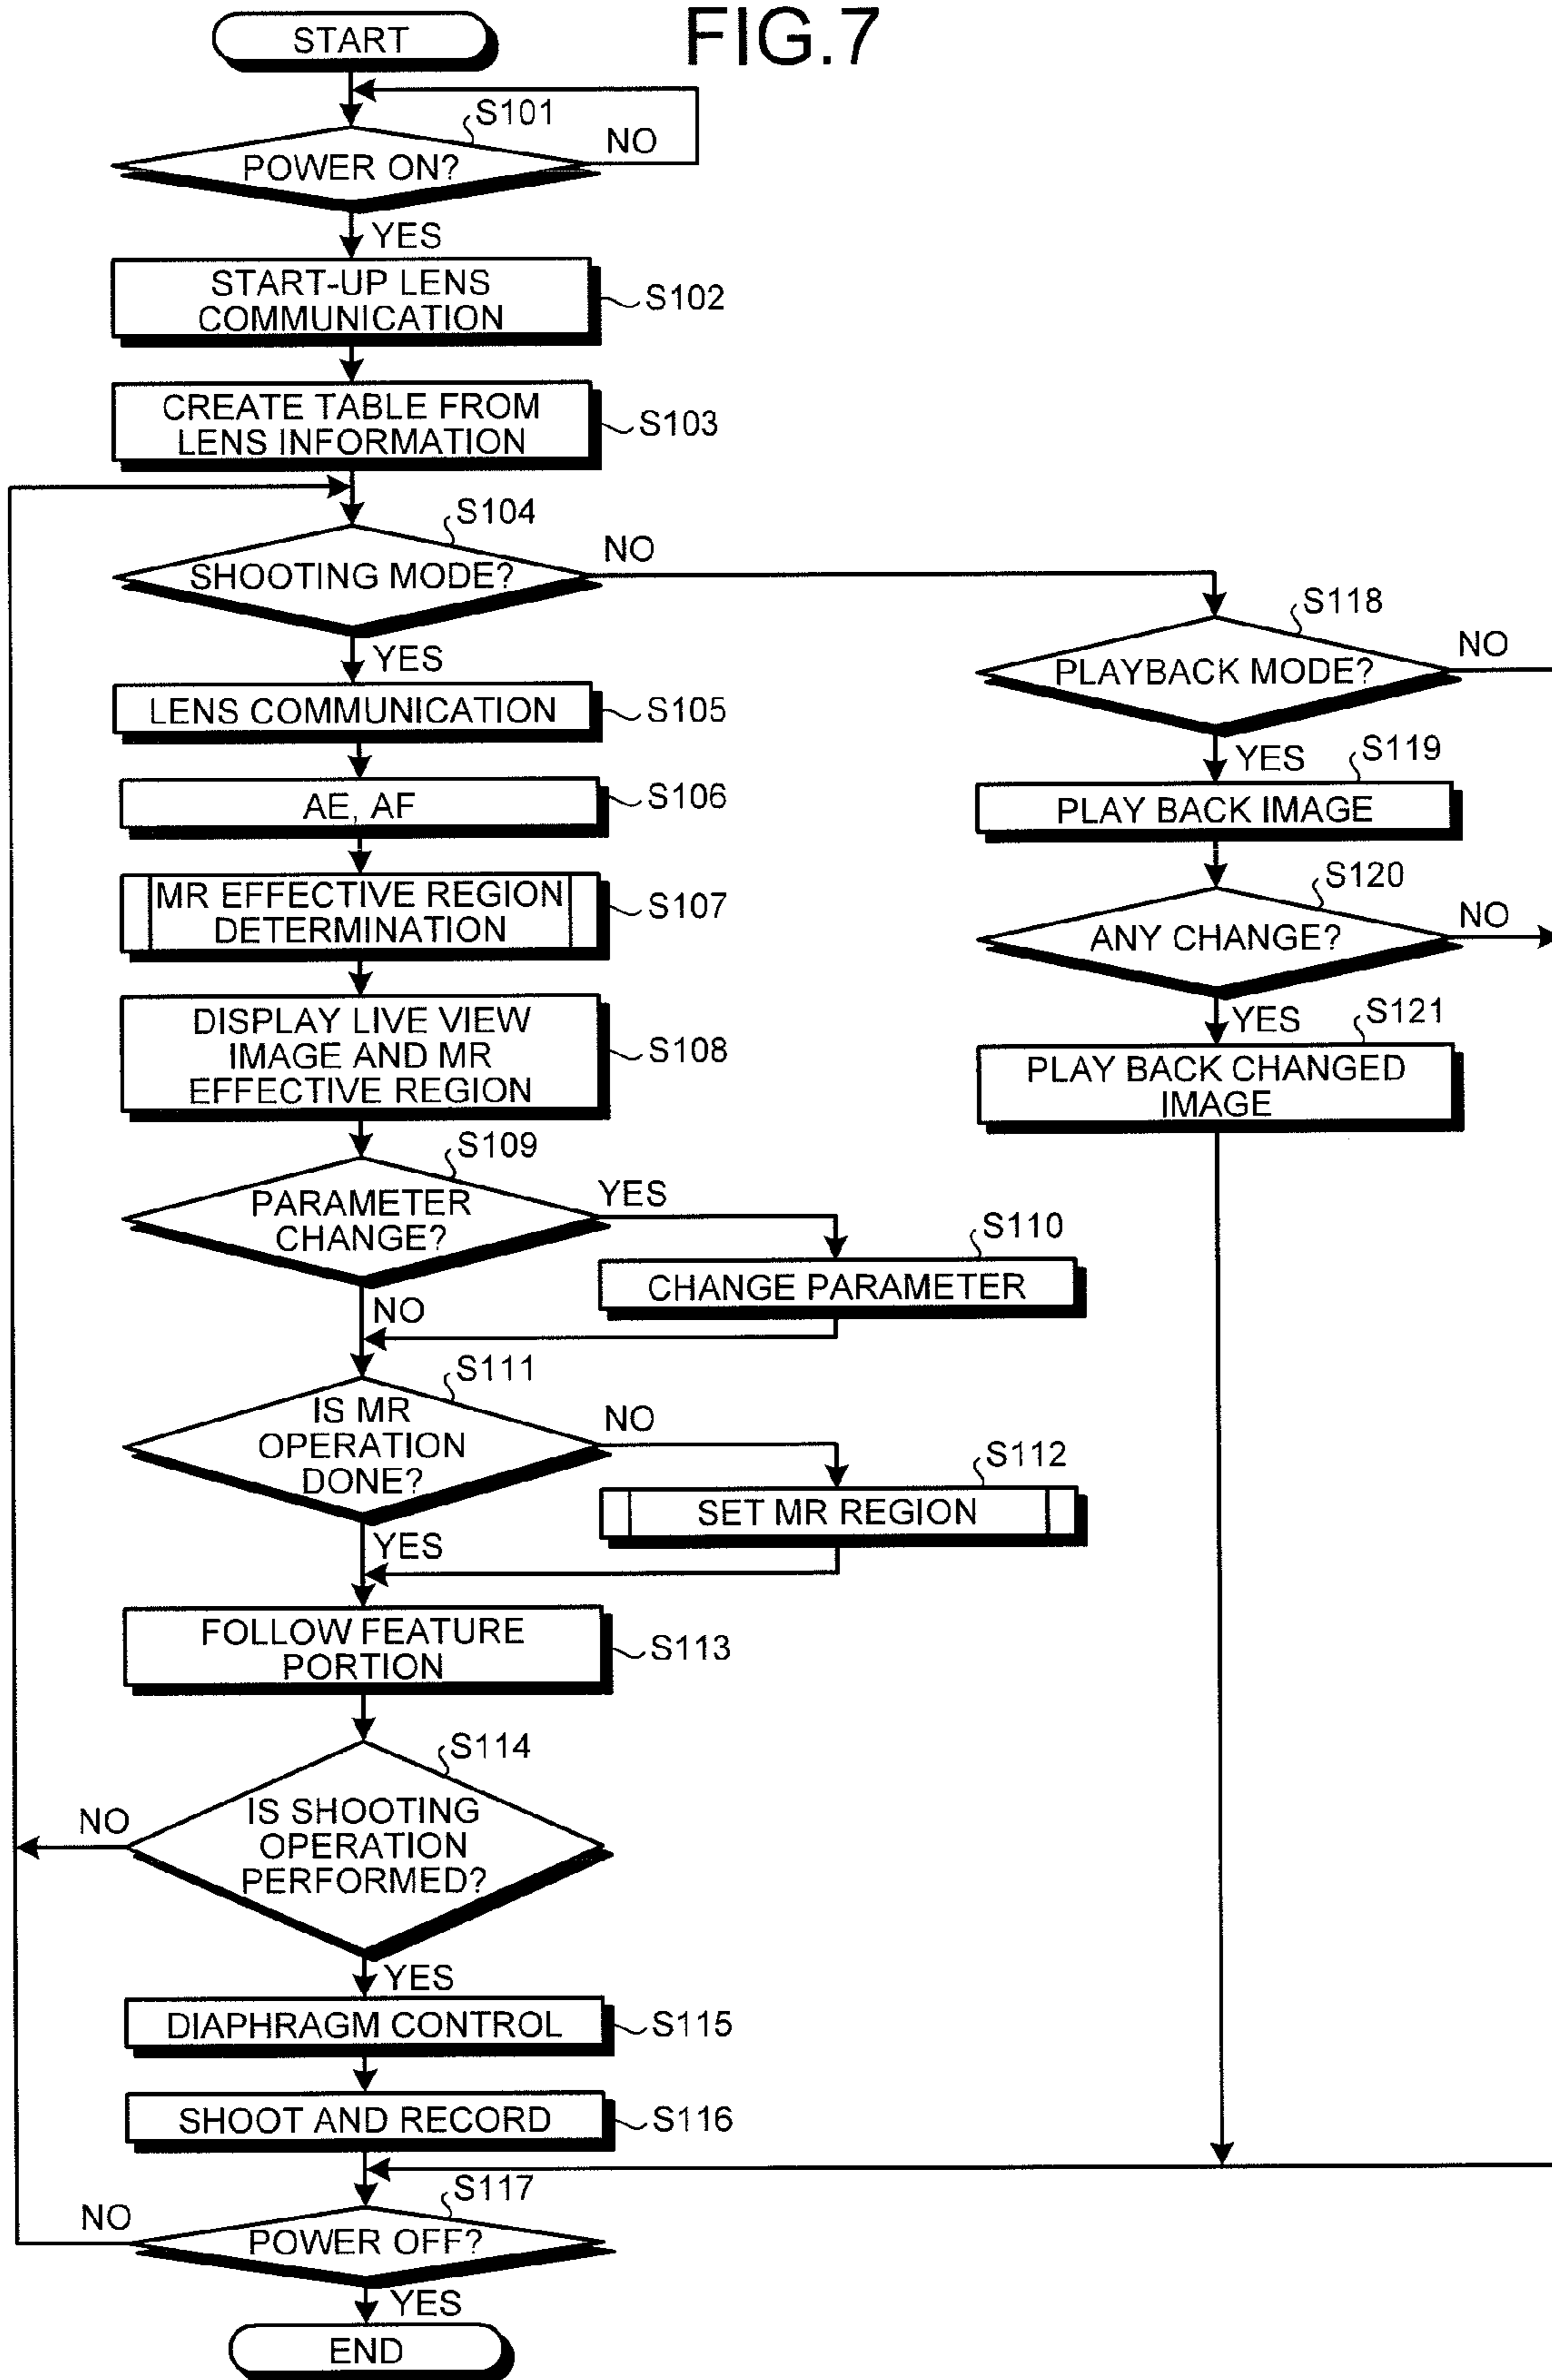 FIG.7
START
S101
POWER ON?
NO
YES
START-UP LENS
COMMUNICATION
S102
CREATE TABLE FROM
LENS INFORMATION
S103
S104
SHOOTING MODE?
NO
YES
LENS COMMUNICATION
S105
AE, AF
S106
MR EFFECTIVE REGION
DETERMINATION
S107
DISPLAY LIVE VIEW
IMAGE AND MR
EFFECTIVE REGION
S108
S109
PARAMETER
CHANGE?
YES
NO
S110
CHANGE PARAMETER
S111
IS MR
OPERATION
DONE?
NO
YES
S112
SET MR REGION
FOLLOW FEATURE
PORTION
S113
S114
IS SHOOTING
OPERATION
PERFORMED?
NO
YES
DIAPHRAGM CONTROL
S115
SHOOT AND RECORD
S116
S117
POWER OFF?
NO
YES
END
S118
PLAYBACK MODE?
NO
YES
S119
PLAY BACK IMAGE
S120
ANY CHANGE?
NO
YES
S121
PLAY BACK CHANGED
IMAGE